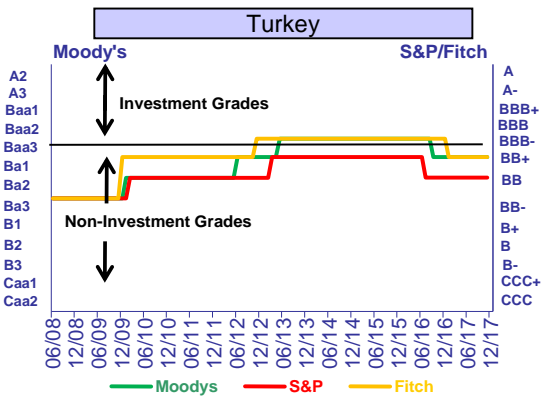 Turkey
Moody's S&P/Fitch
A2 A
A3 A-
Investment Grades
Baa1 BBB+
Baa2 BBB
Baa3 BBB-
Ba1 BB+
Ba2 BB
Ba3 BB-
Non-Investment Grades
B1 B+
B2 B
B3 B-
Caa1 CCC+
Caa2 CCC
06/08 12/08 06/09 12/09 06/10 12/10 06/11 12/11 06/12 12/12 06/13 12/13 06/14 12/14 06/15 12/15 06/16 12/16 06/17 12/17
Moodys S&P Fitch